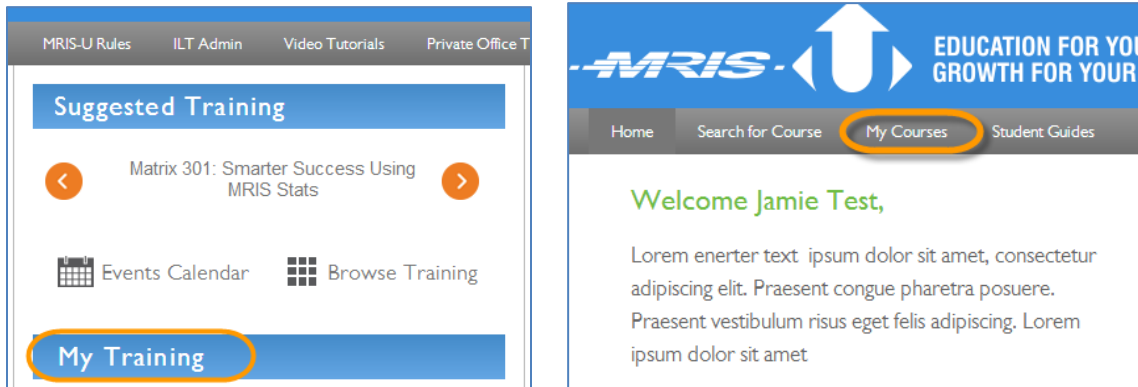 MRIS-U Rules ILT Admin Video Tutorials Private Office T
Suggested Training
Matrix 301: Smarter Success Using
MRIS Stats
Events Calendar Browse Training
My Training
MRIS
EDUCATION FOR YOU
GROWTH FOR YOUR
Home Search for Course My Courses Student Guides
Welcome Jamie Test,
Lorem enerter text ipsum dolor sit amet, consectetur
adipiscing elit. Praesent congue pharetra posuere.
Praesent vestibulum risus eget felis adipiscing. Lorem
ipsum dolor sit amet